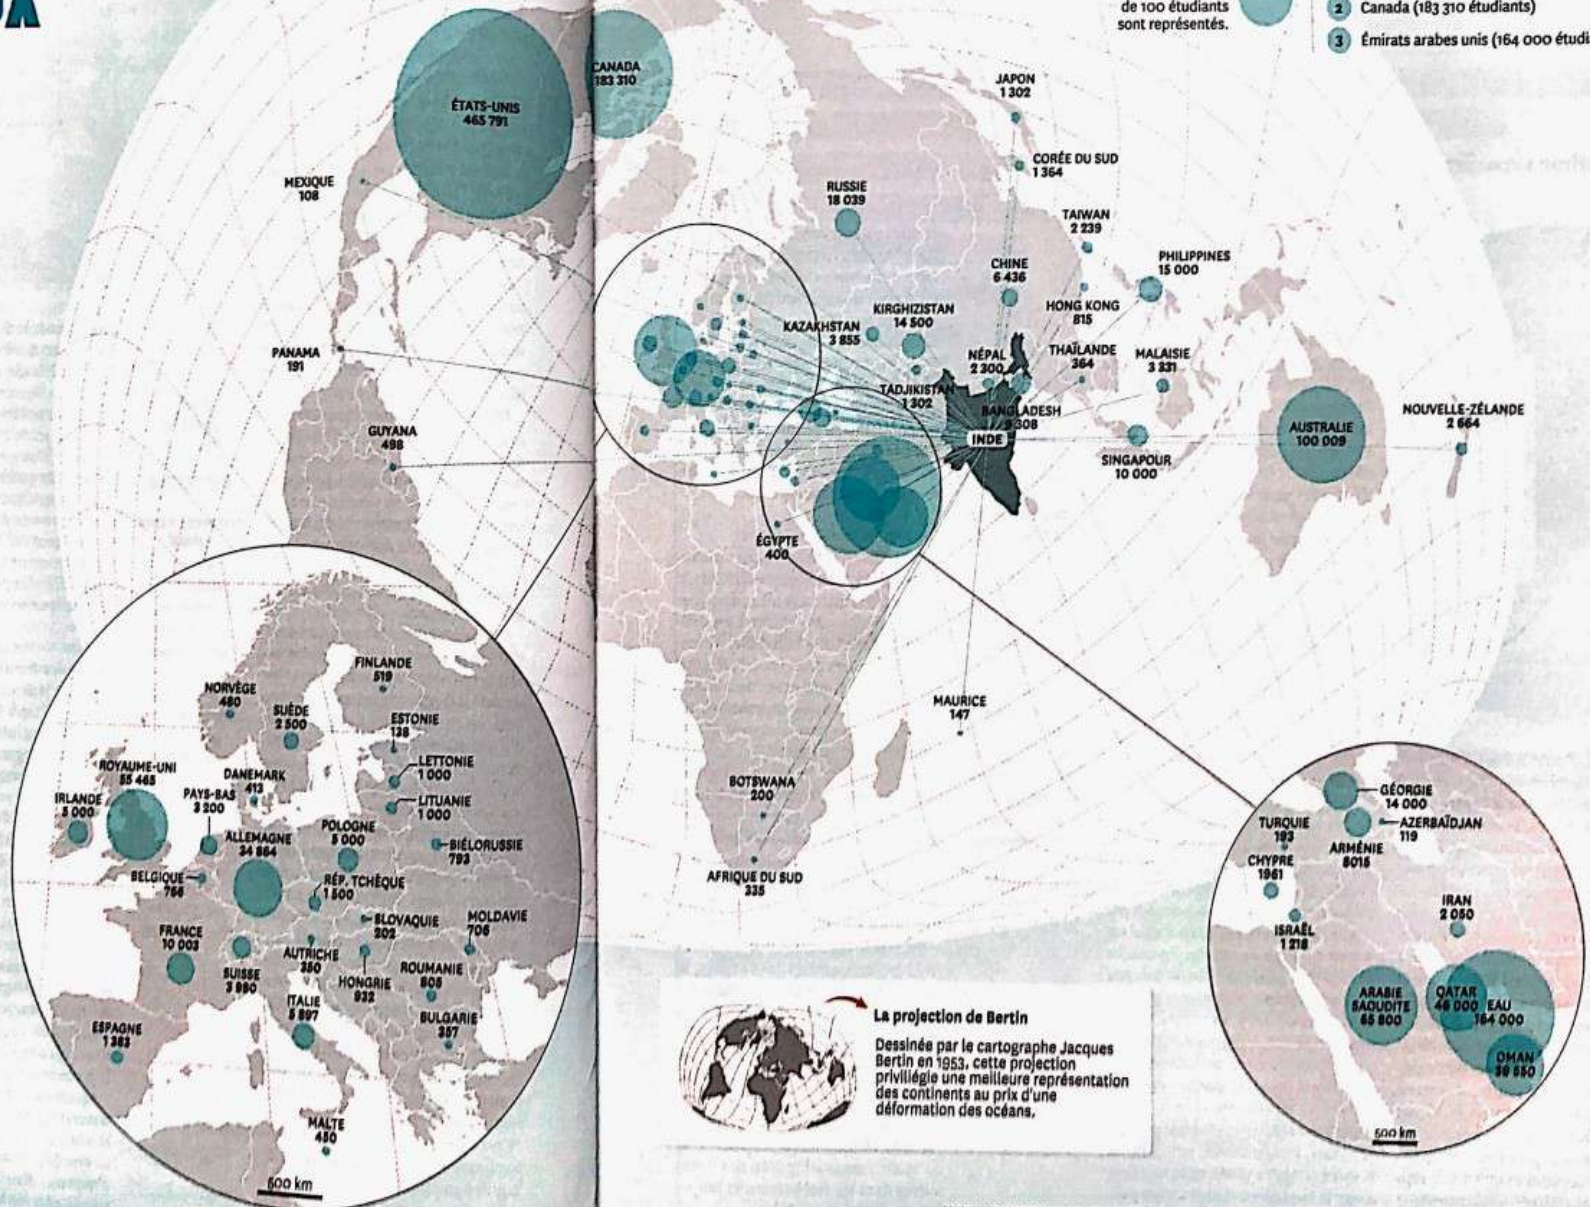 de 100 étudiants
sont représentés.
2 Canada (183 310 étudiants)
3 Émirats arabes unis (164 000
ÉTATS-UNIS
465 791
CANADA
183 310
MEXIQUE
108
PANAMA
191
GUYANA
498
JAPON
1 302
CORÉE DU SUD
1 364
RUSSIE
18 039
TAIWAN
2 239
CHINE
6 436
PHILIPPINES
15 000
HONG KONG
815
KIRGHIZISTAN
14 500
KAZAKHSTAN
3 855
NÉPAL
2 300
THAÏLANDE
364
MALAISIE
3 331
TADJIKISTAN
1 302
BANGLADESH
308
INDE
SINGAPOUR
10 000
AUSTRALIE
100 009
NOUVELLE-ZÉLANDE
2 664
ÉGYPTE
400
MAURICE
147
BOTSWANA
200
AFRIQUE DU SUD
335
FINLANDE
519
NORVÈGE
480
SUÈDE
2 500
ESTONIE
138
LETTONIE
1 000
LITUANIE
1 000
ROYAUME-UNI
55 465
IRLANDE
5 000
DANEMARK
413
PAYS-BAS
3 200
ALLEMAGNE
34 864
POLOGNE
5 000
BIÉLORUSSIE
793
BELGIQUE
1 766
RÉP. TCHÈQUE
1 500
SLOVAQUIE
202
MOLDAVIE
706
FRANCE
10 003
SUISSE
AUTRICHE
350
HONGRIE
932
ROUMANIE
ITALIE
5 897
BULGARIE
357
ESPAGNE
MALTE
450
500 km
La projection de Bertin
Dessinée par le cartographe Jacques
Bertin en 1953, cette projection
privilégie une meilleure représentation
des continents au prix d'une
déformation des océans.
GÉORGIE
14 000
TURQUIE
193
AZERBAÏDJAN
119
ARMÉNIE
CHYPRE
1961
IRAN
2 050
ISRAËL
1 218
ARABIE
SAOUDITE
65 800
QATAR
46 000
EAU
164 000
OMAN
500 km